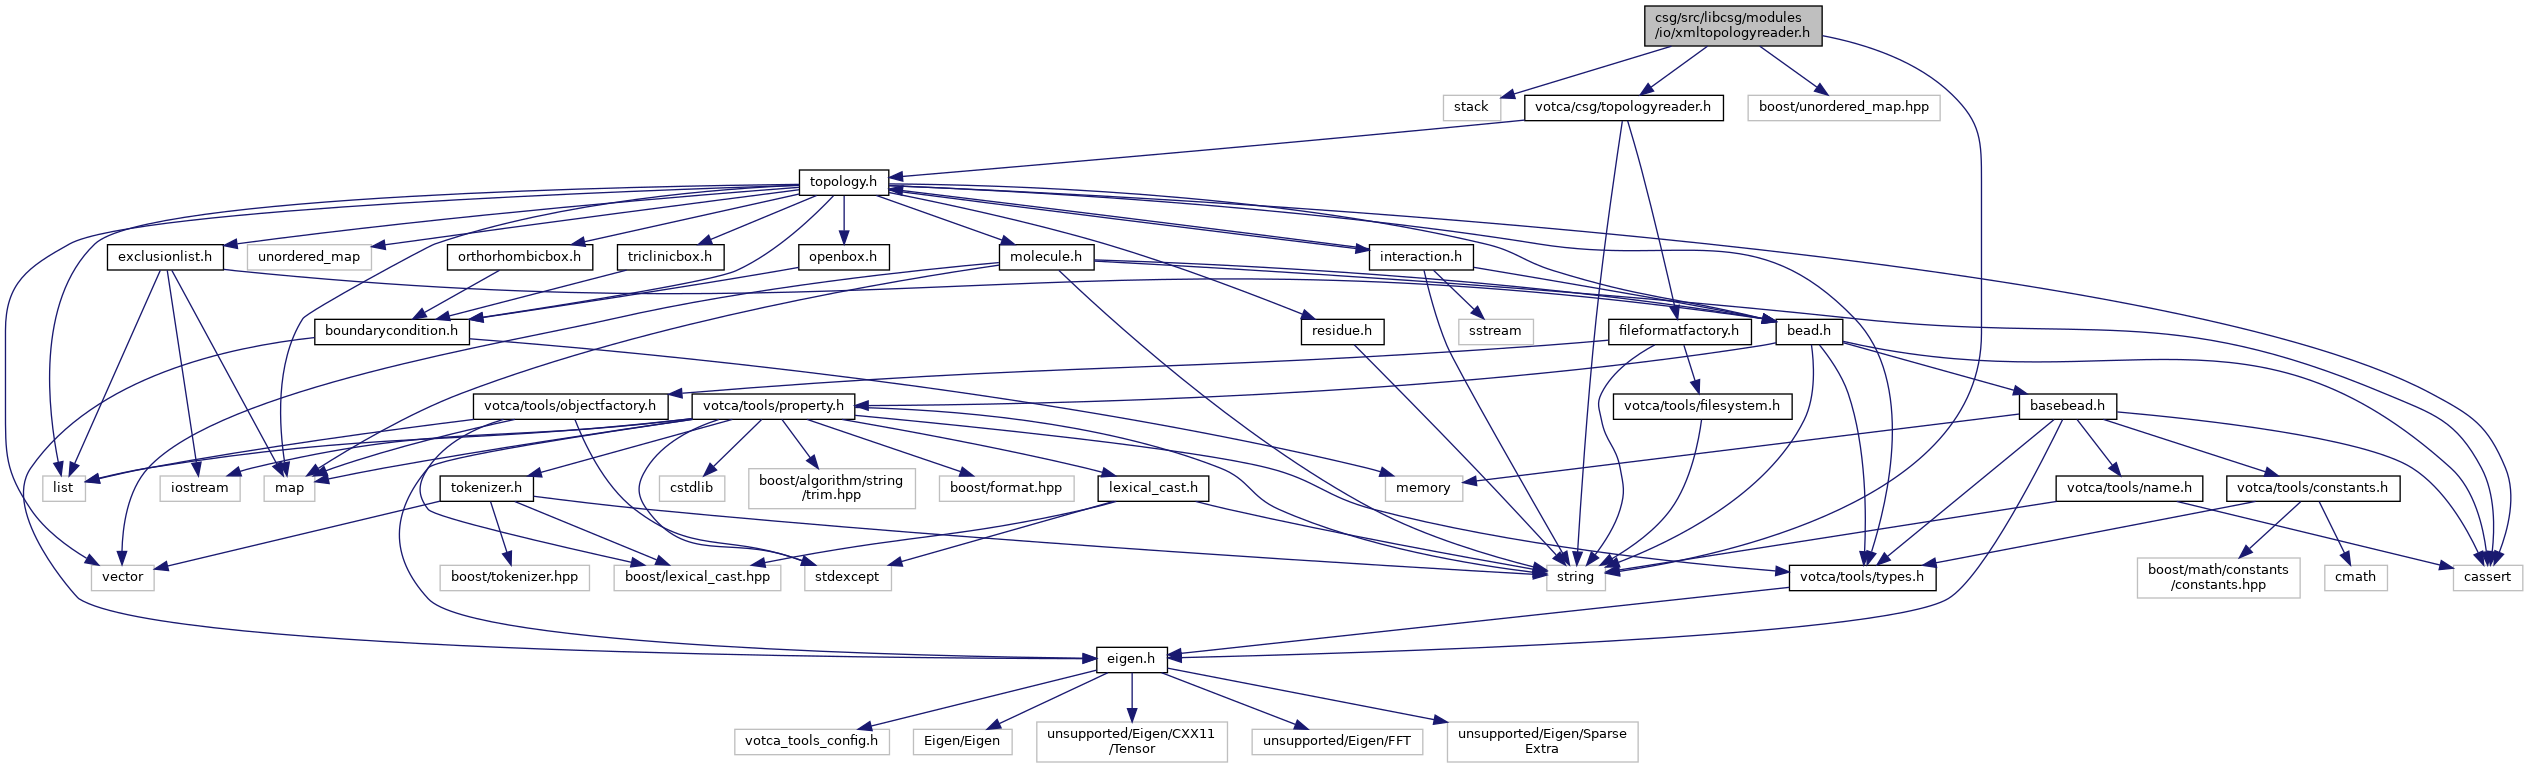 csg/src/libcsg/modules
/io/xmltopologyreader.h
stack
votca/csg/topologyreader.h
boost/unordered_map.hpp
topology.h
exclusionlist.h
unordered_map
orthorhombicbox.h
triclinicbox.h
openbox.h
molecule.h
interaction.h
boundarycondition.h
residue.h
sstream
fileformatfactory.h
bead.h
votca/tools/objectfactory.h
votca/tools/property.h
votca/tools/filesystem.h
basebead.h
list
iostream
map
tokenizer.h
cstdlib
boost/algorithm/string
/trim.hpp
boost/format.hpp
lexical_cast.h
memory
votca/tools/name.h
votca/tools/constants.h
vector
boost/tokenizer.hpp
boost/lexical_cast.hpp
stdexcept
string
votca/tools/types.h
boost/math/constants
/constants.hpp
cmath
cassert
eigen.h
votca_tools_config.h
Eigen/Eigen
unsupported/Eigen/CXX11
/Tensor
unsupported/Eigen/FFT
unsupported/Eigen/Sparse
Extra